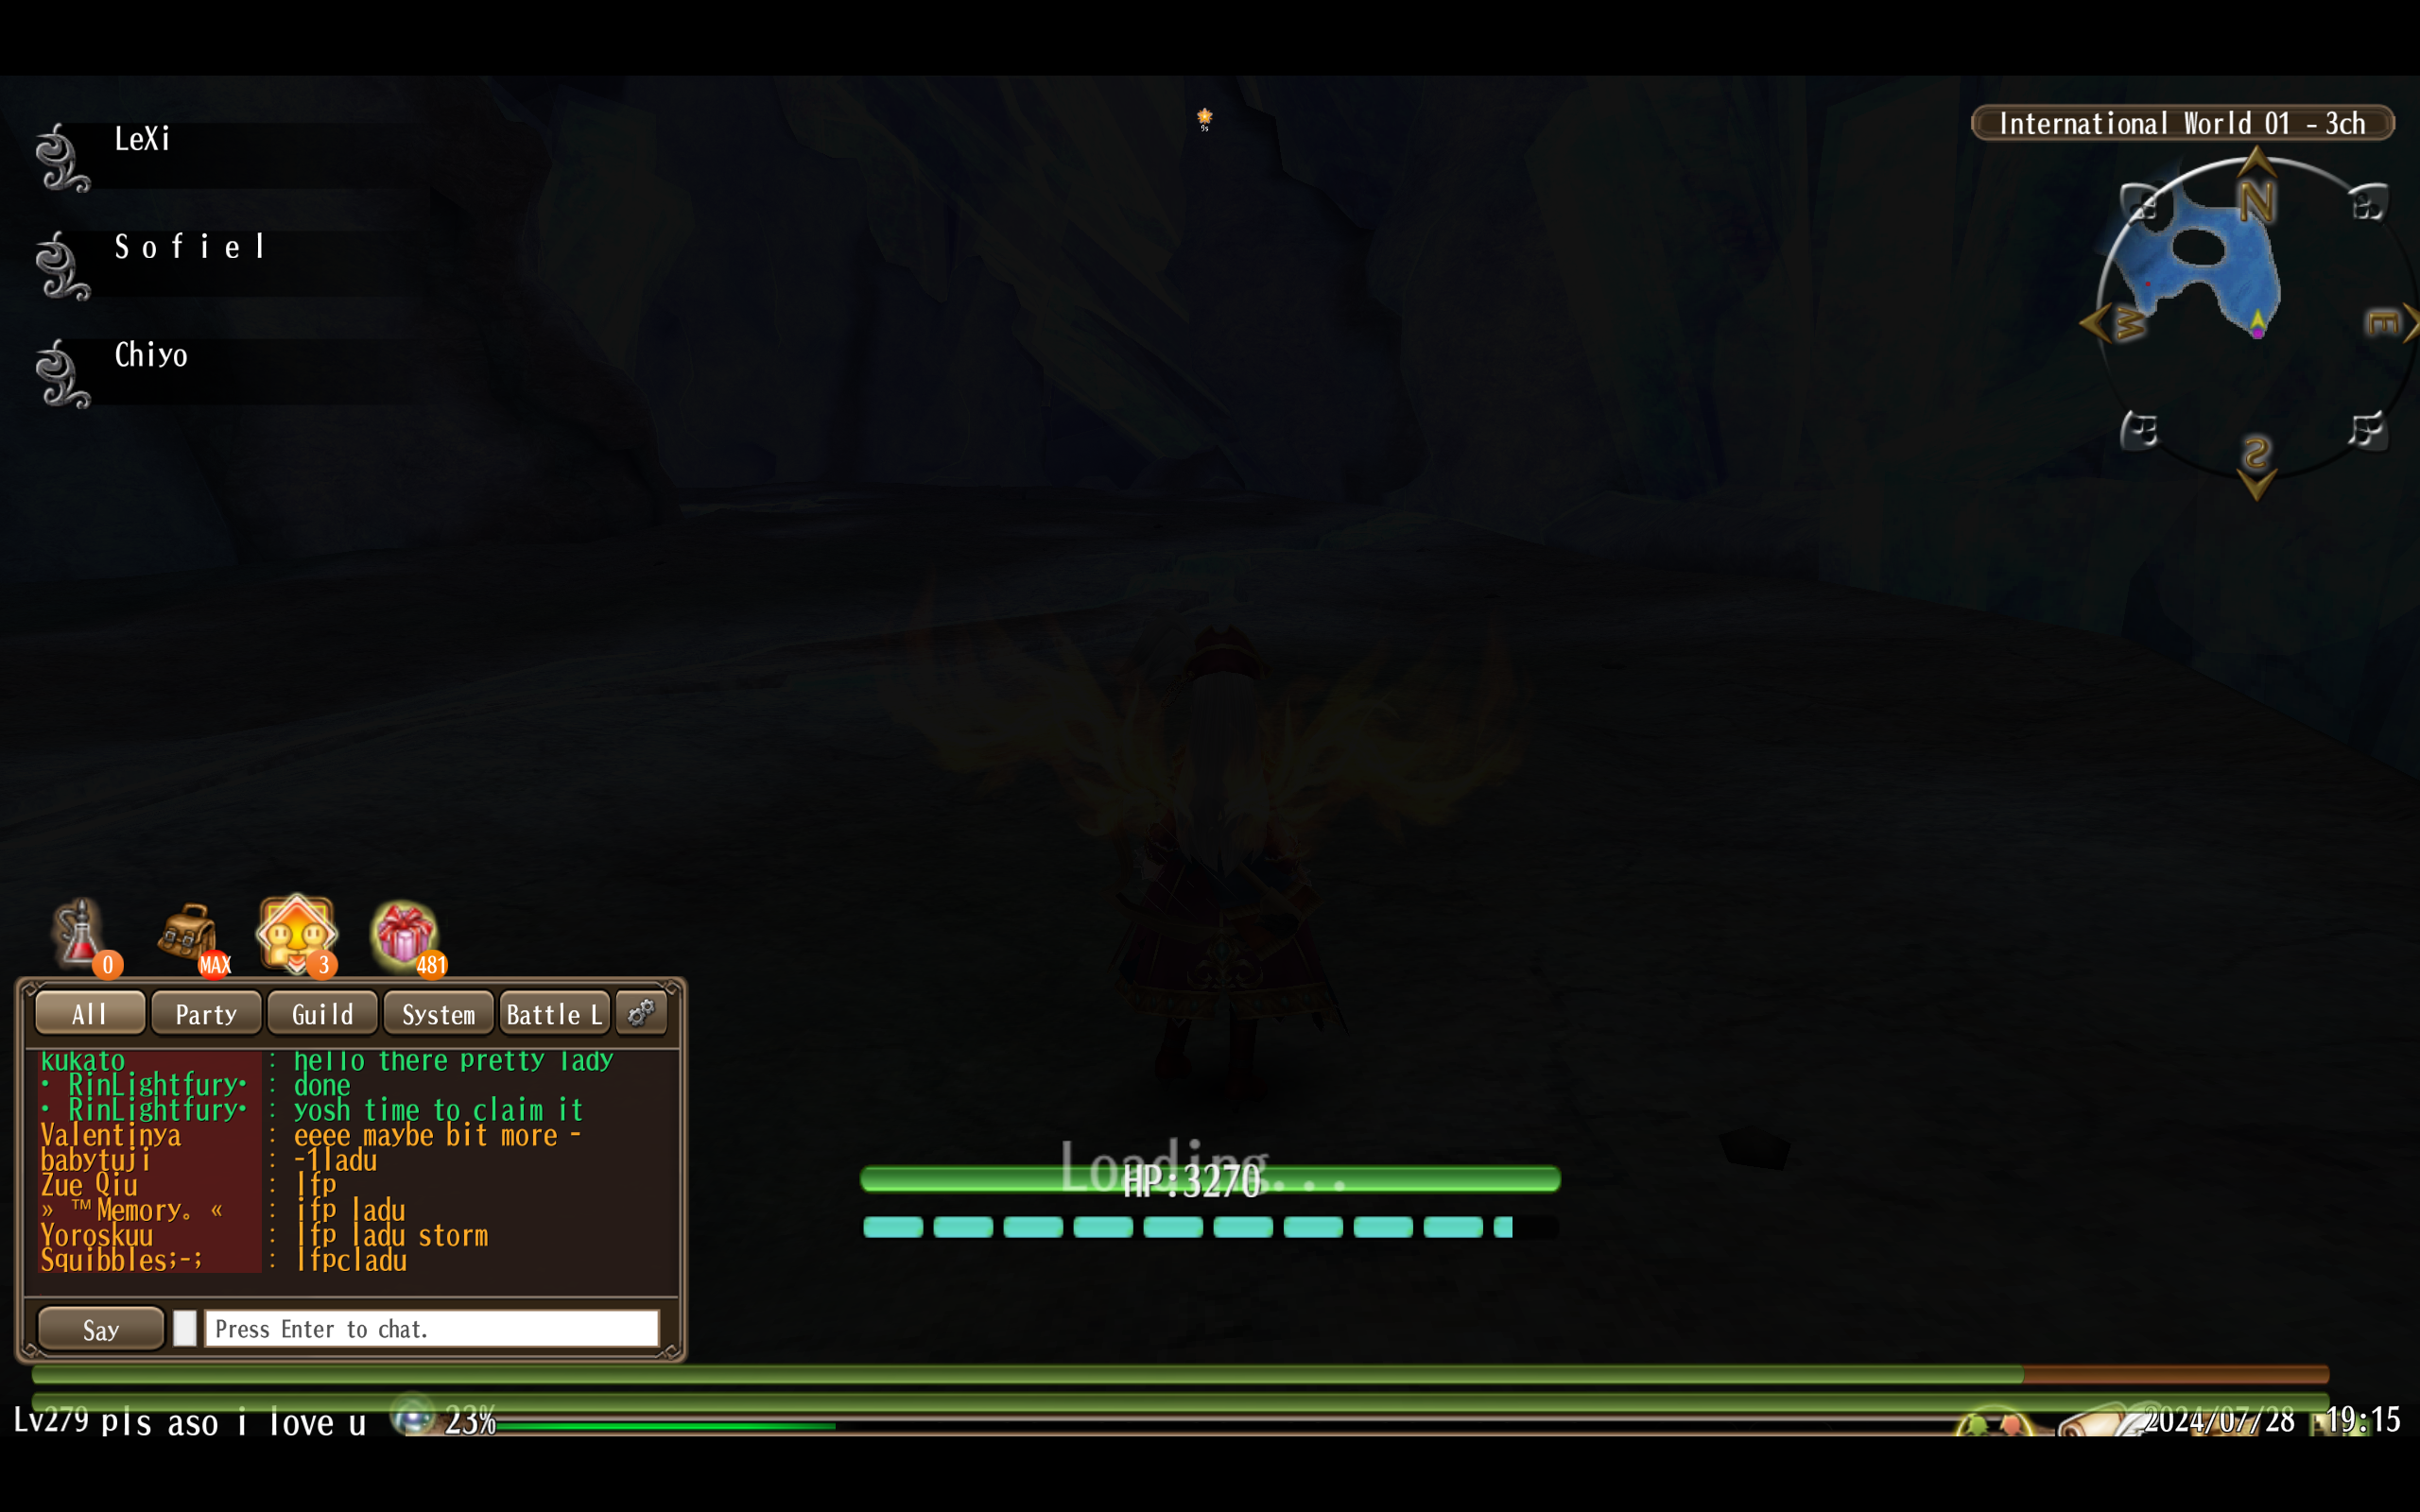 LeXi
S o f i e l
Chiyo
9s
International World 01 - 3ch
N
W
E
S
0
MAX
3
481
All Party Guild System Battle L
kukato : hello there pretty lady
• RinLightfury• : done
• RinLightfury• : yosh time to claim it
Valentinya : eeee maybe bit more -
babytuji : -1ladu
Zue Qiu : lfp
» ™Memory。 « : ifp ladu
Yoroskuu : lfp ladu storm
Squibbles;-; : lfpcladu
Say Press Enter to chat.
Loading...
HP:3270
Lv279 pls aso i love u 23% 2024/07/28 19:15